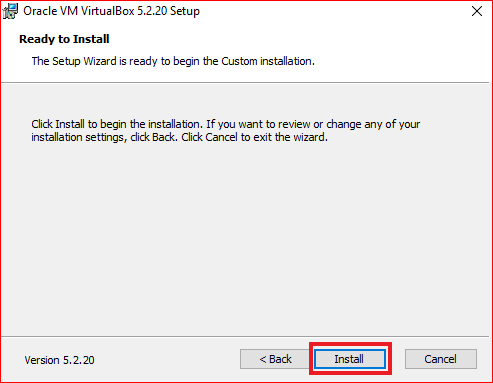 Oracle VM VirtualBox 5.2.20 Setup
Ready to Install
The Setup Wizard is ready to begin the Custom installation.
Click Install to begin the installation. If you want to review or change any of your
installation settings, click Back. Click Cancel to exit the wizard.
Version 5.2.20
< Back
Install
Cancel